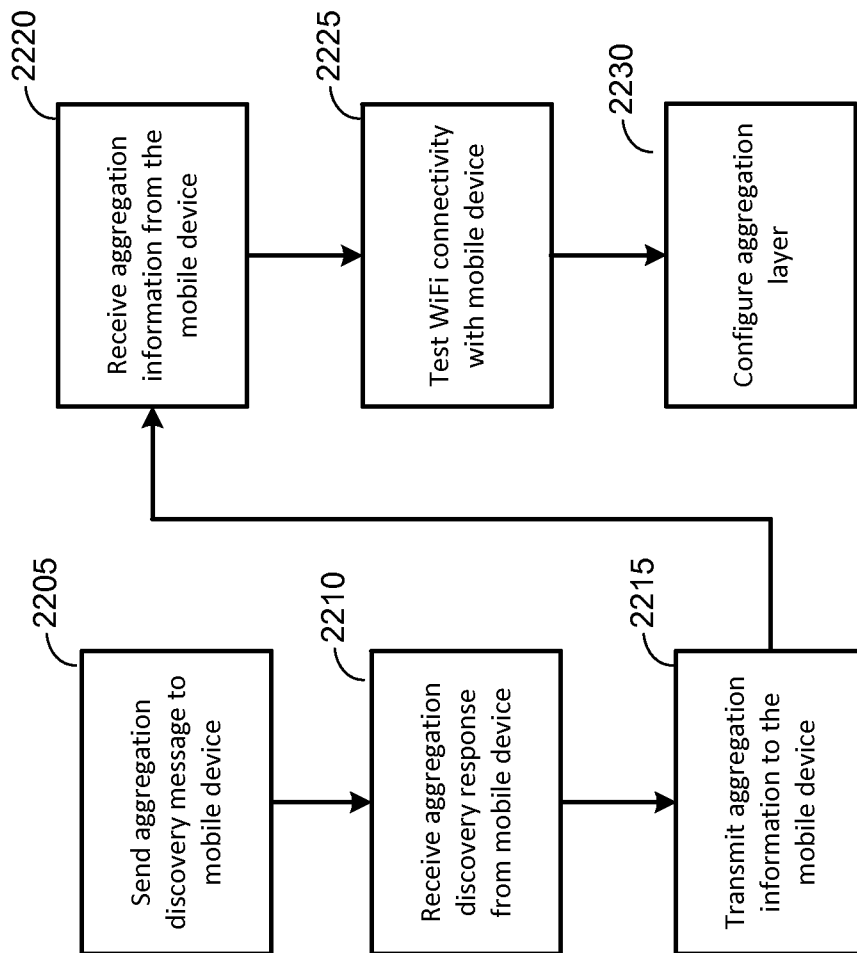 2205
Send aggregation
discovery message to
mobile device
2210
Receive aggregation
discovery response
from mobile device
2215
Transmit aggregation
information to the
mobile device
2220
Receive aggregation
information from the
mobile device
2225
Test WiFi connectivity
with mobile device
2230
Configure aggregation
layer